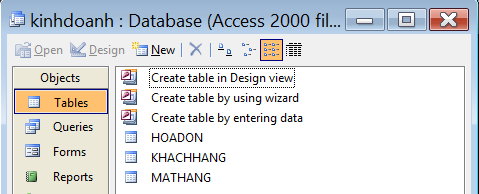 kinhdoanh : Database (Access 2000 fil...
Open Design New
Objects
Tables
Queries
Forms
Reports
Create table in Design view
Create table by using wizard
Create table by entering data
HOADON
KHACHHANG
MATHANG